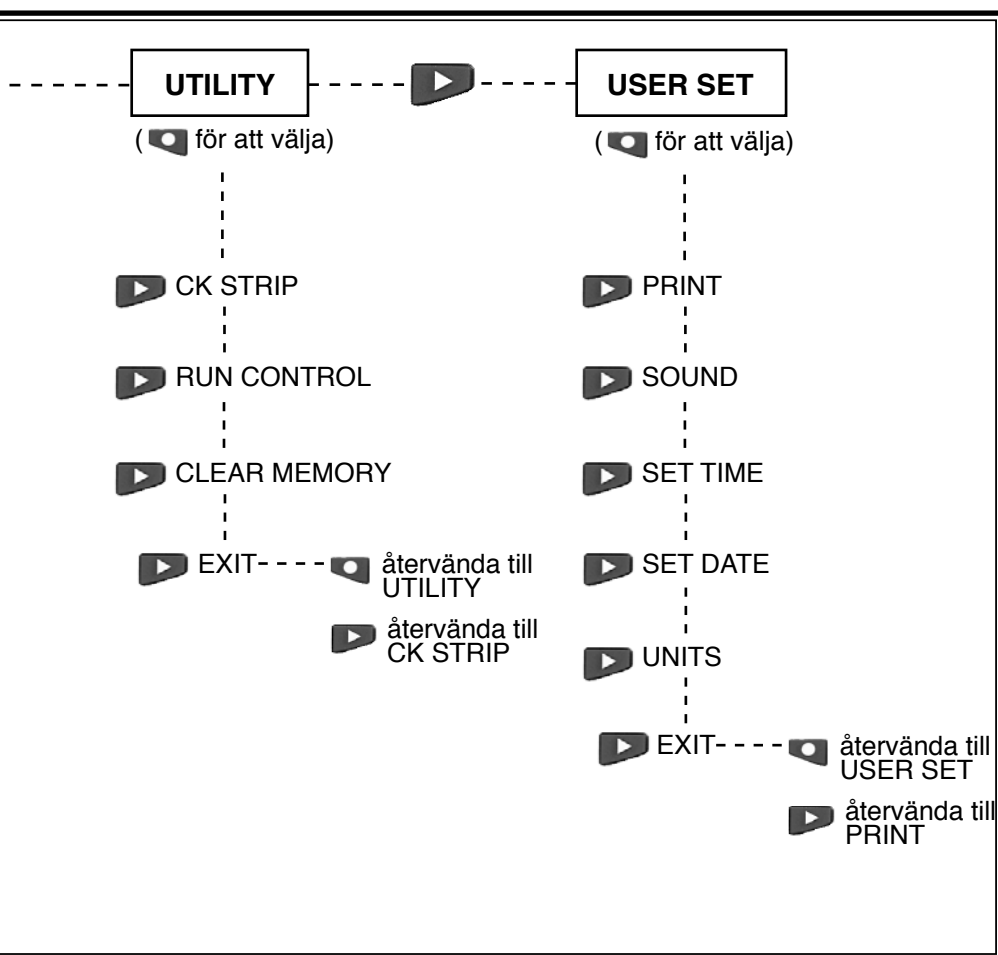 UTILITY
( för att välja)
CK STRIP
RUN CONTROL
CLEAR MEMORY
EXIT
återvända till
UTILITY
återvända till
CK STRIP
USER SET
( för att välja)
PRINT
SOUND
SET TIME
SET DATE
UNITS
EXIT
återvända till
USER SET
återvända till
PRINT